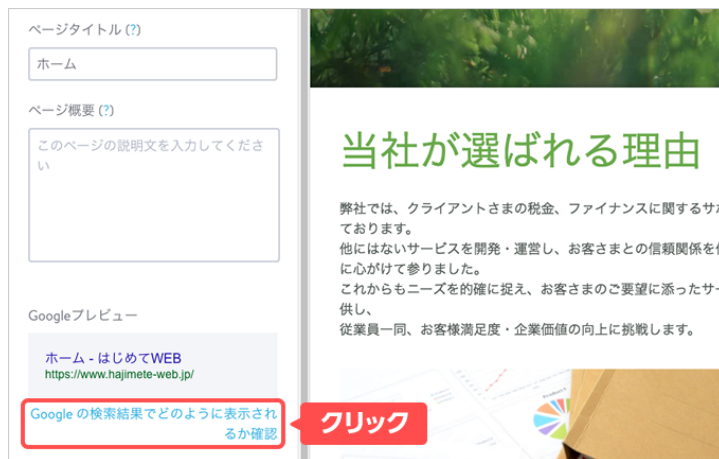 ページタイトル (?)
ホーム
ページ概要 (?)
このページの説明文を入力してくださ
い
Googleプレビュー
ホーム - はじめてWEB
https://www.hajimete-web.jp/
Google の検索結果でどのように表示され
るか確認
クリック
当社が選ばれる理由
弊社では、クライアントさまの税金、ファイナンスに関するサ
ております。
他にはないサービスを開発・運営し、お客さまとの信頼関係を
に心がけて参りました。
これからもニーズを的確に捉え、お客さまのご要望に添ったサー
供し、
従業員一同、お客様満足度・企業価値の向上に挑戦します。